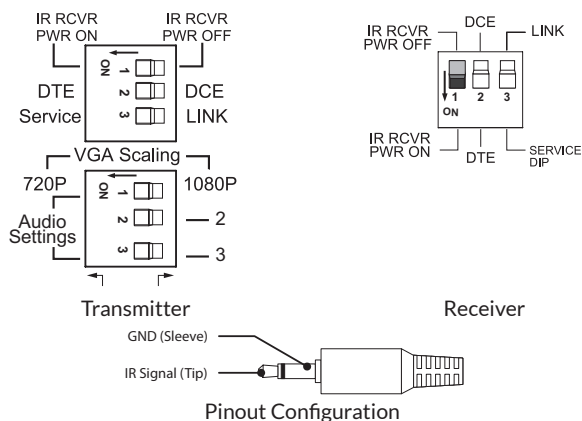 IR RCVR
PWR ON
IR RCVR
PWR OFF
ON
1
2
3
DTE
DCE
Service
LINK
VGA Scaling
720P
1080P
ON
1
2
3
Audio
Settings
2
3
Transmitter
IR RCVR
PWR OFF
DCE
LINK
1
2
3
ON
IR RCVR
PWR ON
DTE
SERVICE
DIP
Receiver
GND (Sleeve)
IR Signal (Tip)
Pinout Configuration